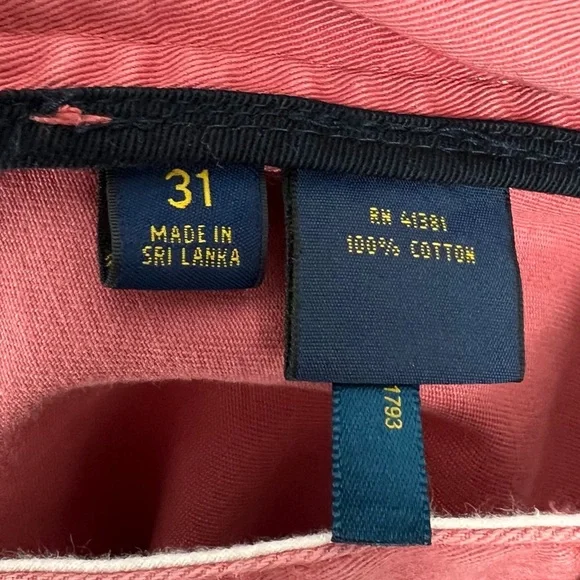 31
MADE IN
SRI LANKA
RN 41381
100% COTTON
1793